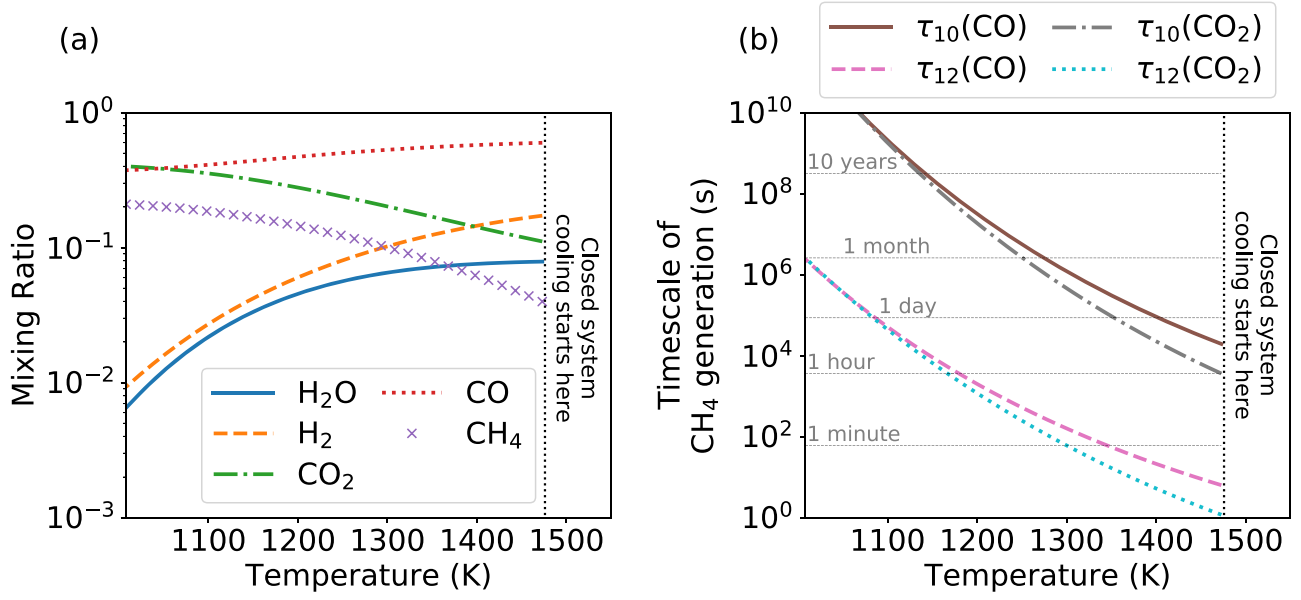 (a)
10^0
10^-1
10^-2
10^-3
Mixing Ratio
H₂O
H₂
CO₂
CO
CH₄
Closed system
cooling starts here
1100 1200 1300 1400 1500
Temperature (K)
(b)
τ₁₀(CO)
τ₁₂(CO)
τ₁₀(CO₂)
τ₁₂(CO₂)
10^10
10^8
10^6
10^4
10^2
10^0
Timescale of
CH₄ generation (s)
10 years
1 month
1 day
1 hour
1 minute
Closed system
cooling starts here
1100 1200 1300 1400 1500
Temperature (K)